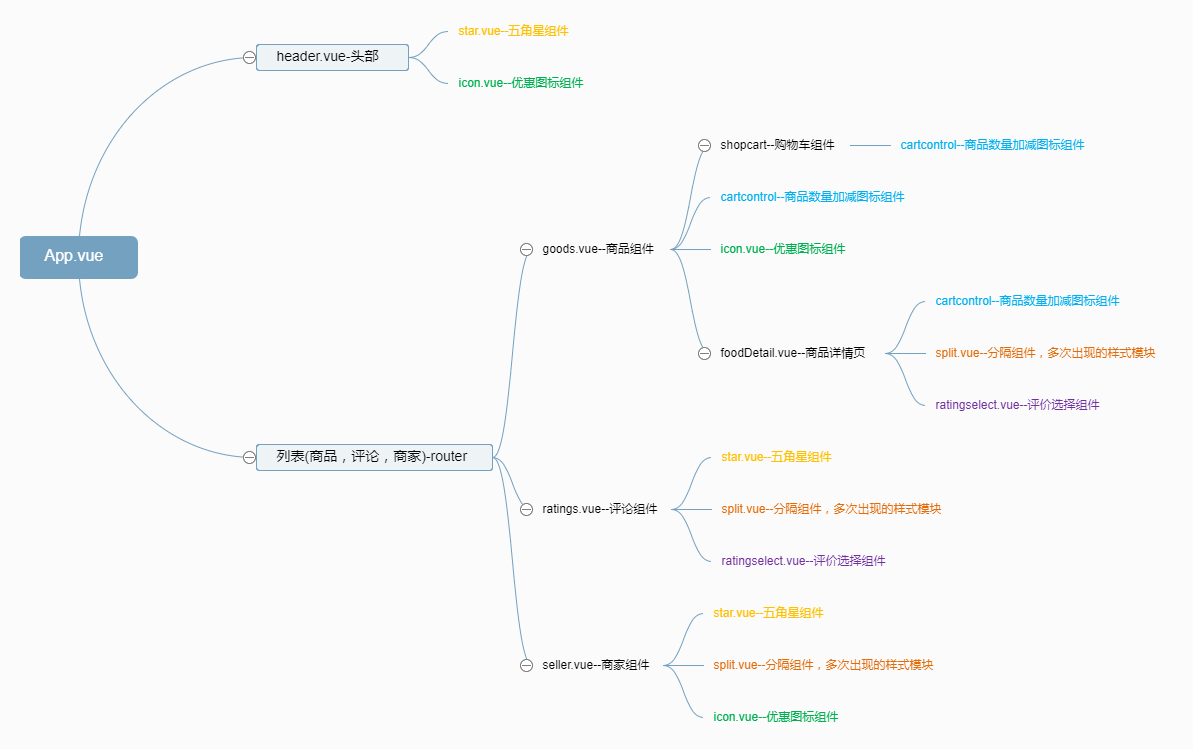 star.vue--五角星组件
header.vue-头部
icon.vue--优惠图标组件
shopcart--购物车组件
cartcontrol--商品数量加减图标组件
cartcontrol--商品数量加减图标组件
App.vue
goods.vue--商品组件
icon.vue--优惠图标组件
cartcontrol--商品数量加减图标组件
foodDetail.vue--商品详情页
split.vue--分隔组件，多次出现的样式模块
ratingselect.vue--评价选择组件
列表(商品，评论，商家)-router
star.vue--五角星组件
ratings.vue--评论组件
split.vue--分隔组件，多次出现的样式模块
ratingselect.vue--评价选择组件
star.vue--五角星组件
seller.vue--商家组件
split.vue--分隔组件，多次出现的样式模块
icon.vue--优惠图标组件